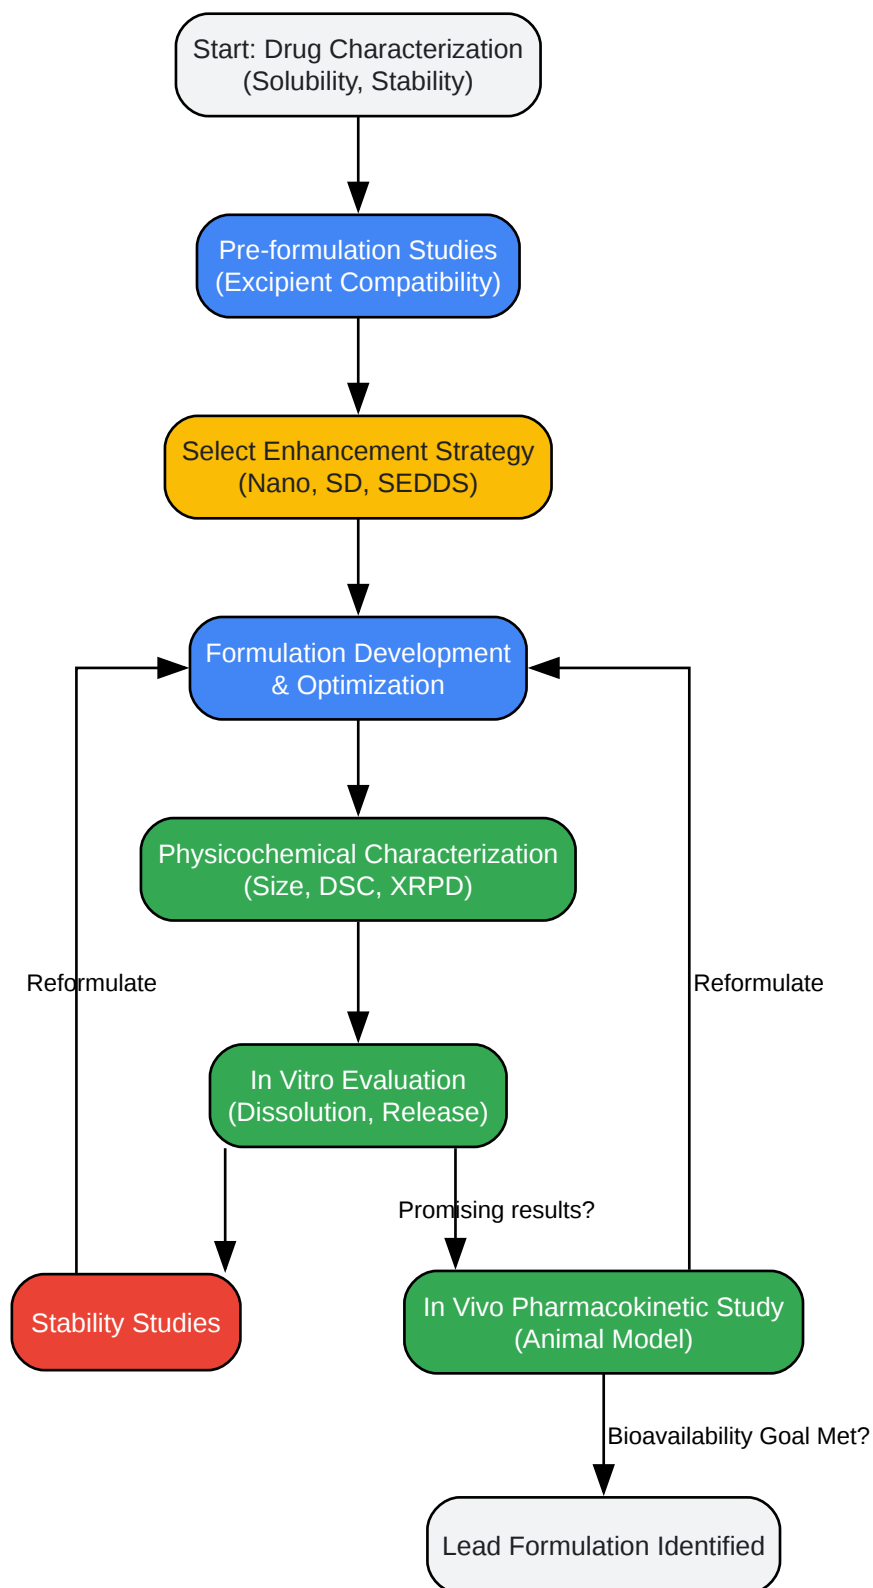 Start: Drug Characterization
(Solubility, Stability)
Pre-formulation Studies
(Excipient Compatibility)
Select Enhancement Strategy
(Nano, SD, SEDDS)
Formulation Development
& Optimization
Physicochemical Characterization
(Size, DSC, XRPD)
Reformulate
Reformulate
In Vitro Evaluation
(Dissolution, Release)
Promising results?
Stability Studies
In Vivo Pharmacokinetic Study
(Animal Model)
Bioavailability Goal Met?
Lead Formulation Identified